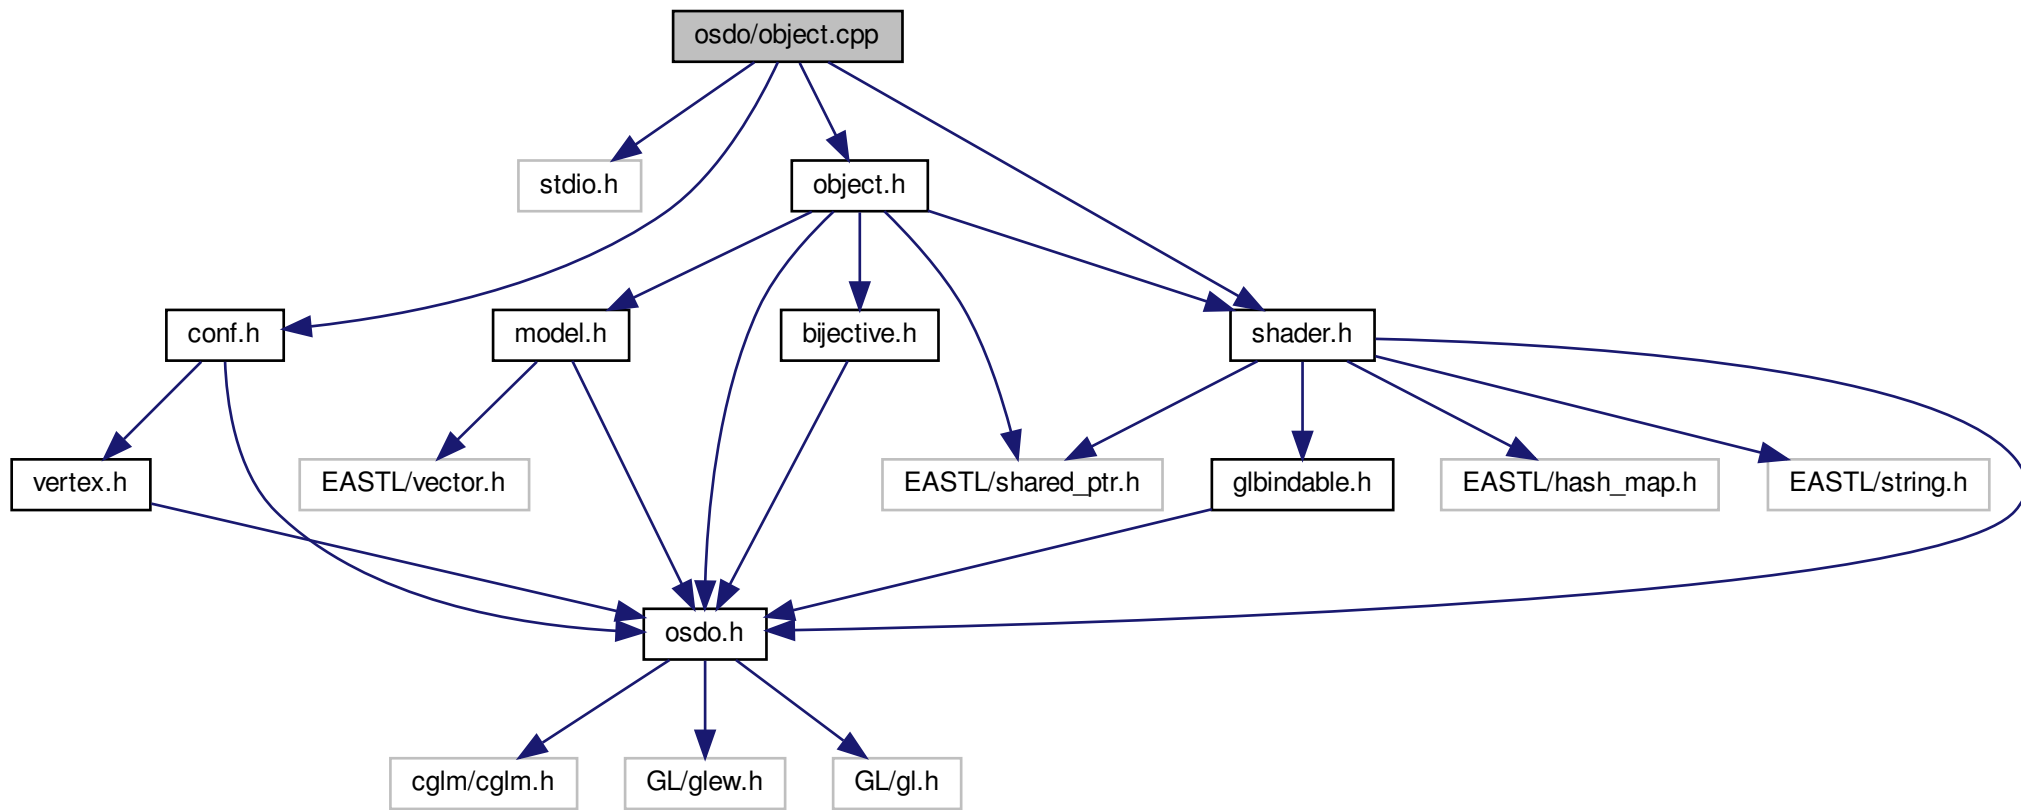 osdo/object.cpp
stdio.h
object.h
conf.h
model.h
bijective.h
shader.h
vertex.h
EASTL/vector.h
EASTL/shared_ptr.h
glbindable.h
EASTL/hash_map.h
EASTL/string.h
osdo.h
cglm/cglm.h
GL/glew.h
GL/gl.h